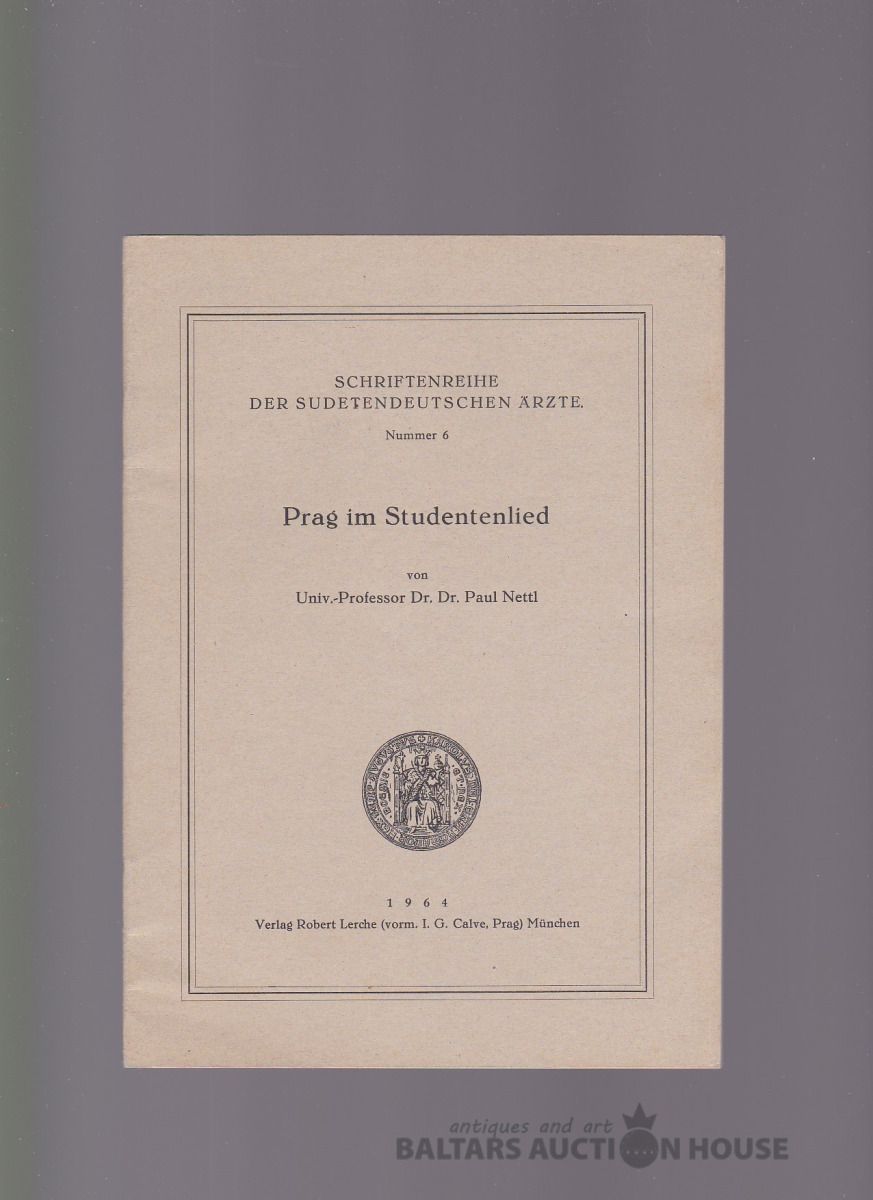 SCHRIFTENREIHE
DER SUDETENDEUTSCHEN ÄRZTE.
Nummer 6
Prag im Studentenlied
von
Univ.-Professor Dr. Dr. Paul Nettl
1 9 6 4
Verlag Robert Lerche (vorm. I. G. Calve, Prag) München
antiques and art
BALTARS AUCTION HOUSE